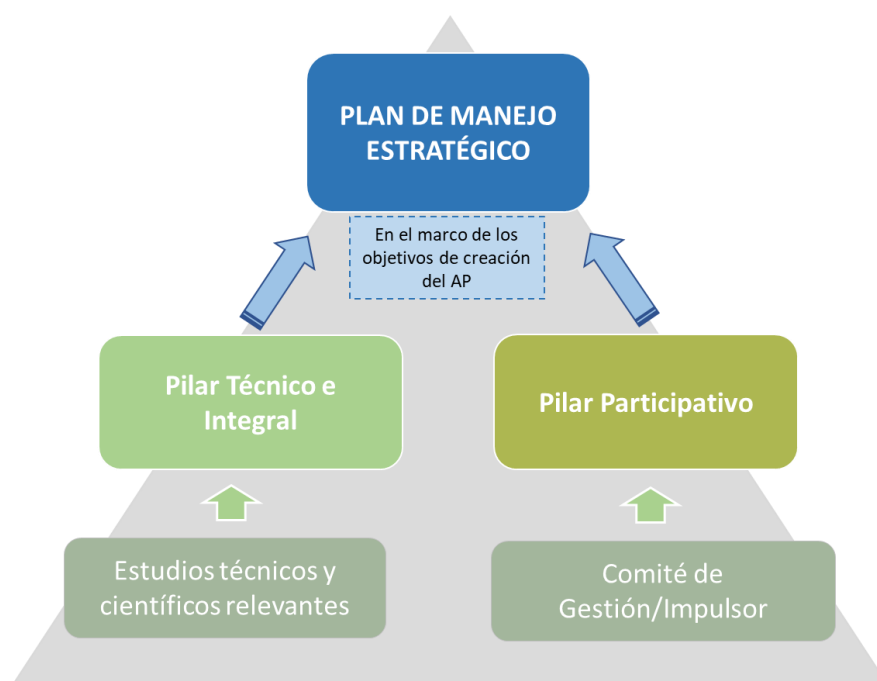 PLAN DE MANEJO
ESTRATÉGICO
En el marco de los
objetivos de creación
del AP
Pilar Técnico e
Integral
Pilar Participativo
Estudios técnicos y
científicos relevantes
Comité de
Gestión/Impulsor